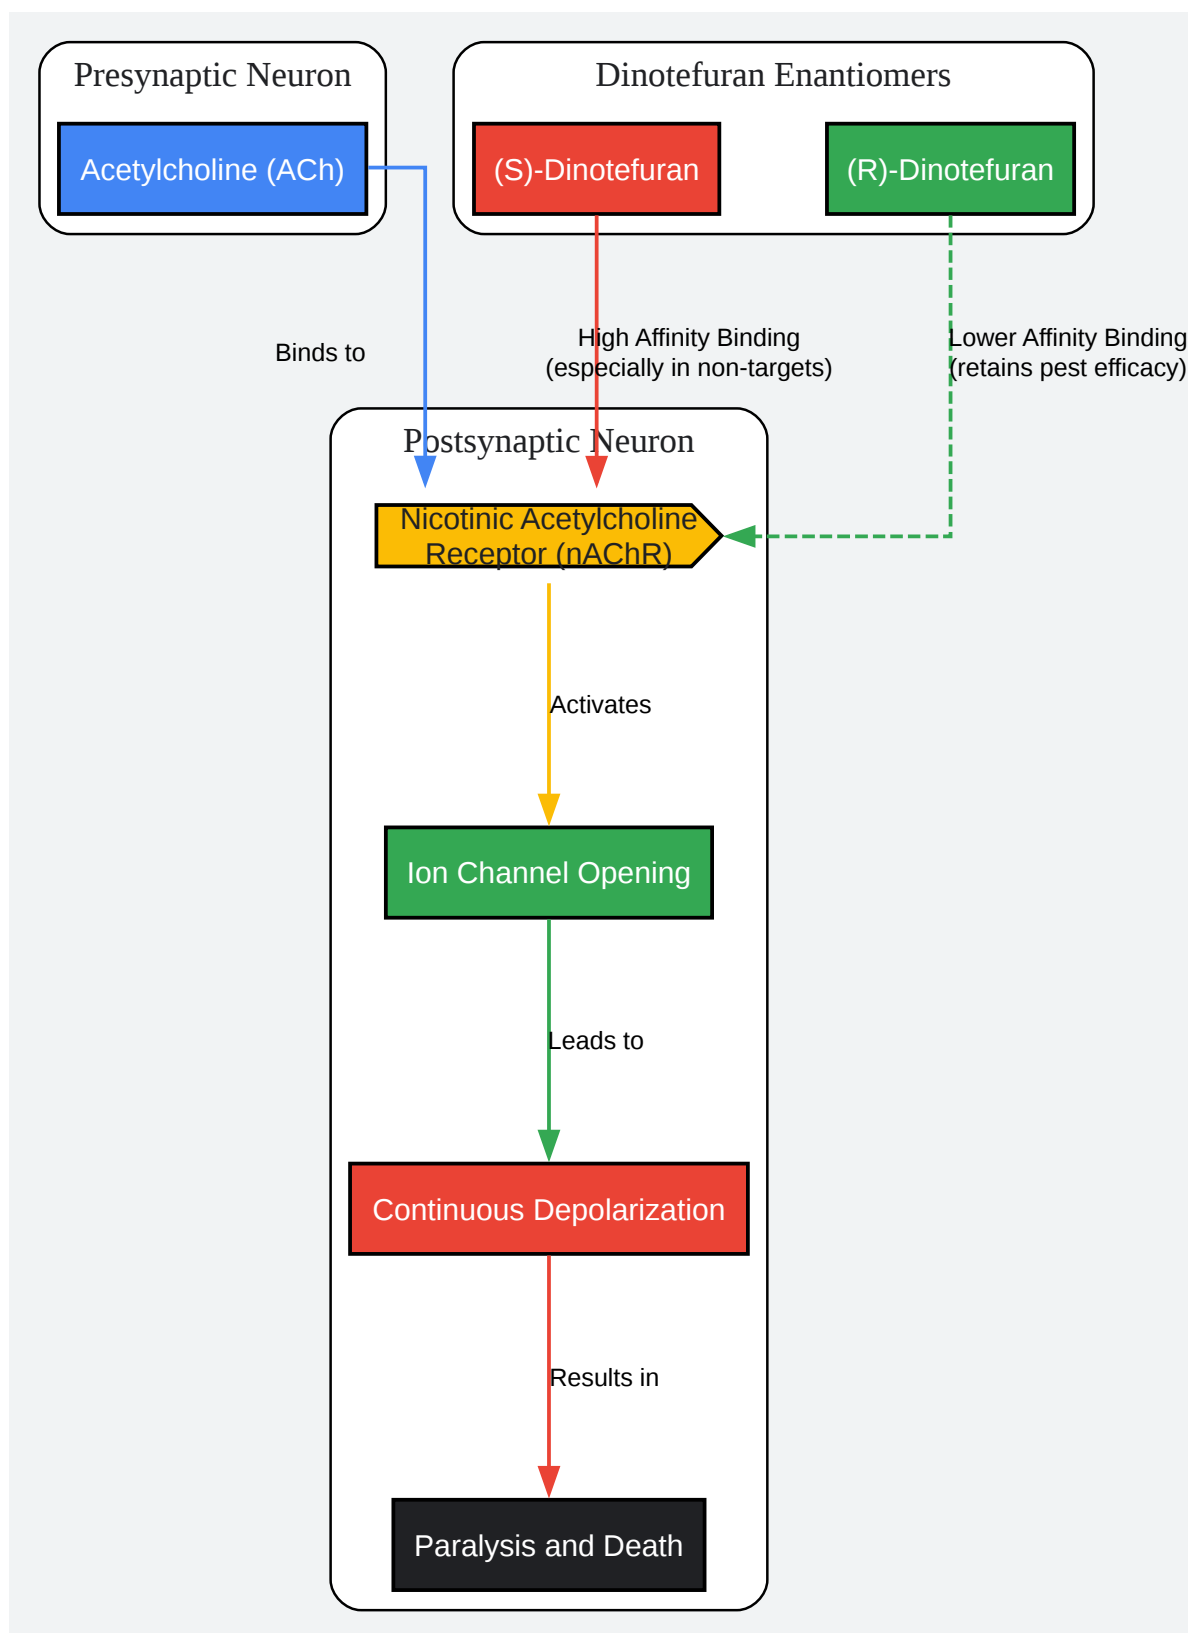 Presynaptic Neuron
Acetylcholine (ACh)
Dinotefuran Enantiomers
(S)-Dinotefuran
(R)-Dinotefuran
Binds to
High Affinity Binding
(especially in non-targets)
Lower Affinity Binding
(retains pest efficacy)
Postsynaptic Neuron
Nicotinic Acetylcholine
Receptor (nAChR)
Activates
Ion Channel Opening
Leads to
Continuous Depolarization
Results in
Paralysis and Death